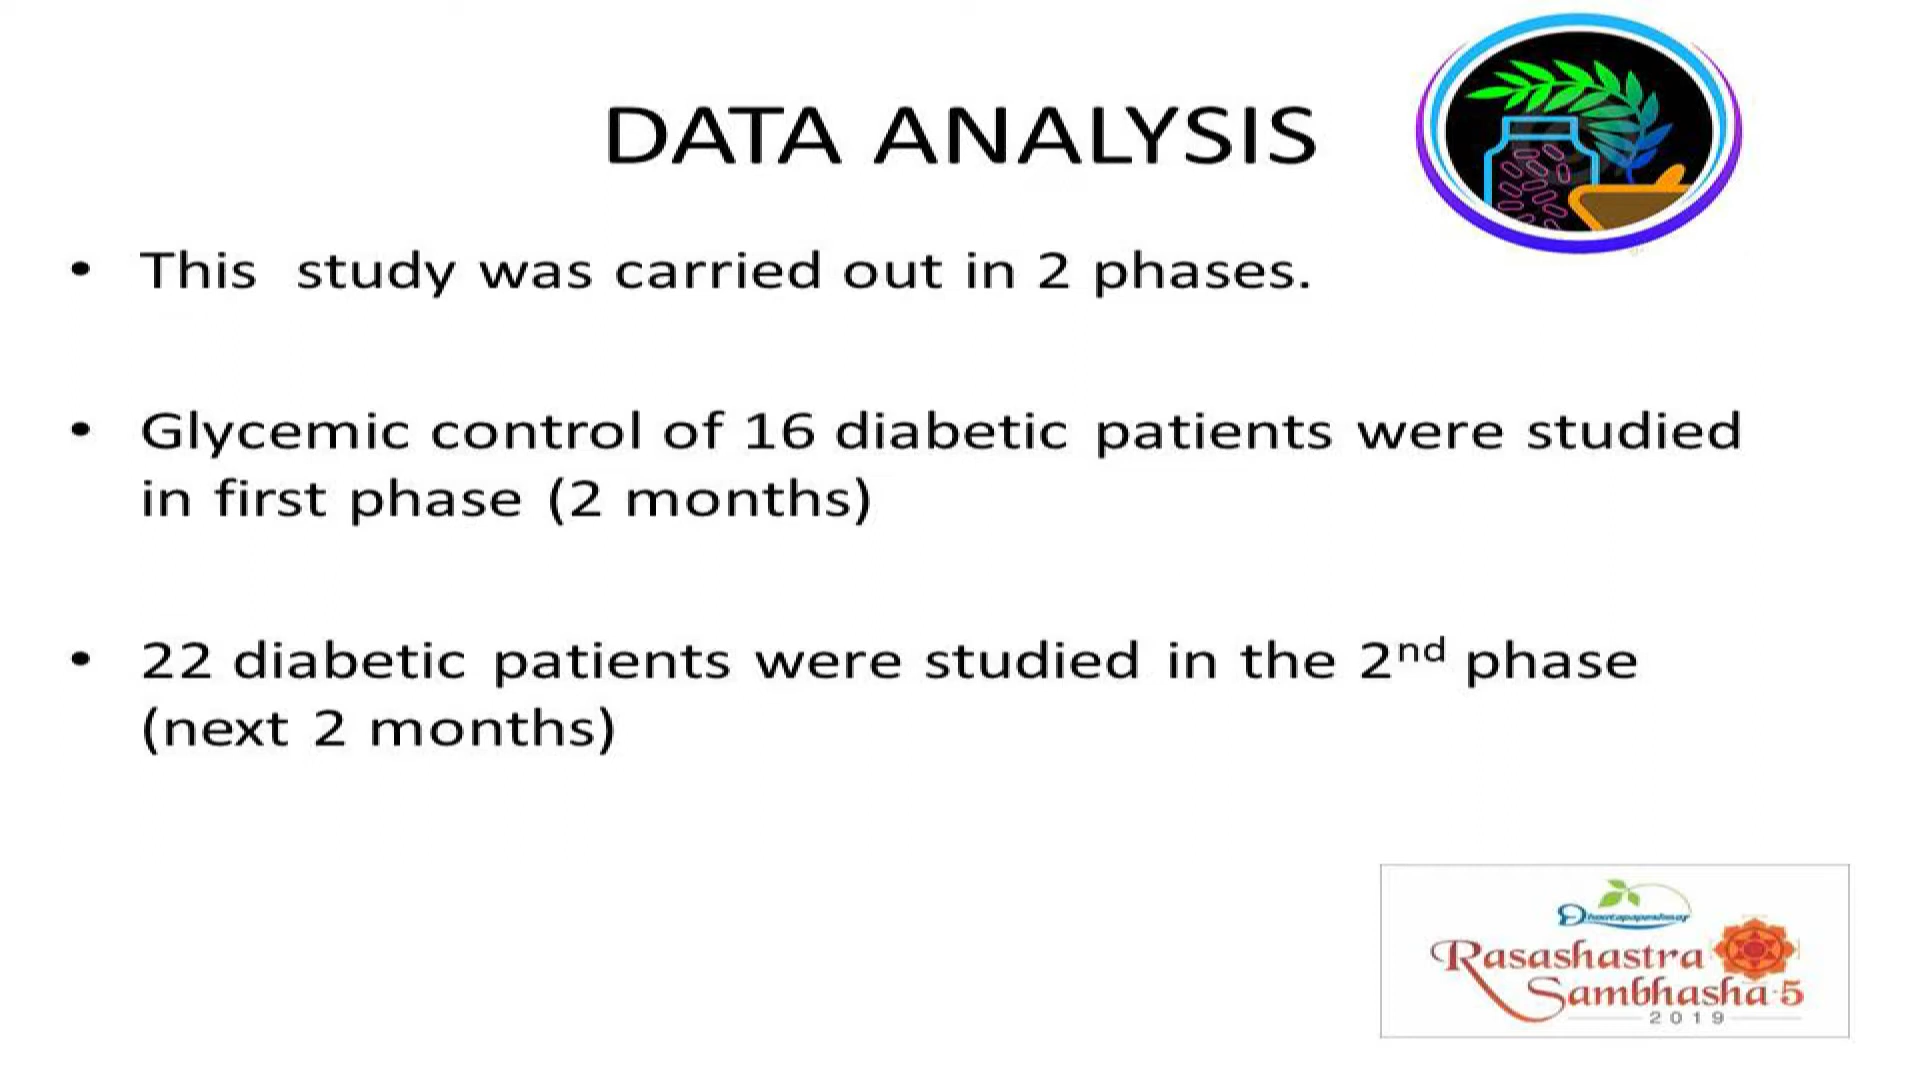 DATA ANALYSIS
• This study was carried out in 2 phases.
• Glycemic control of 16 diabetic patients were studied
in first phase (2 months)
• 22 diabetic patients were studied in the 2nd phase
(next 2 months)
Rasashastra
Sambhasha-5
2019